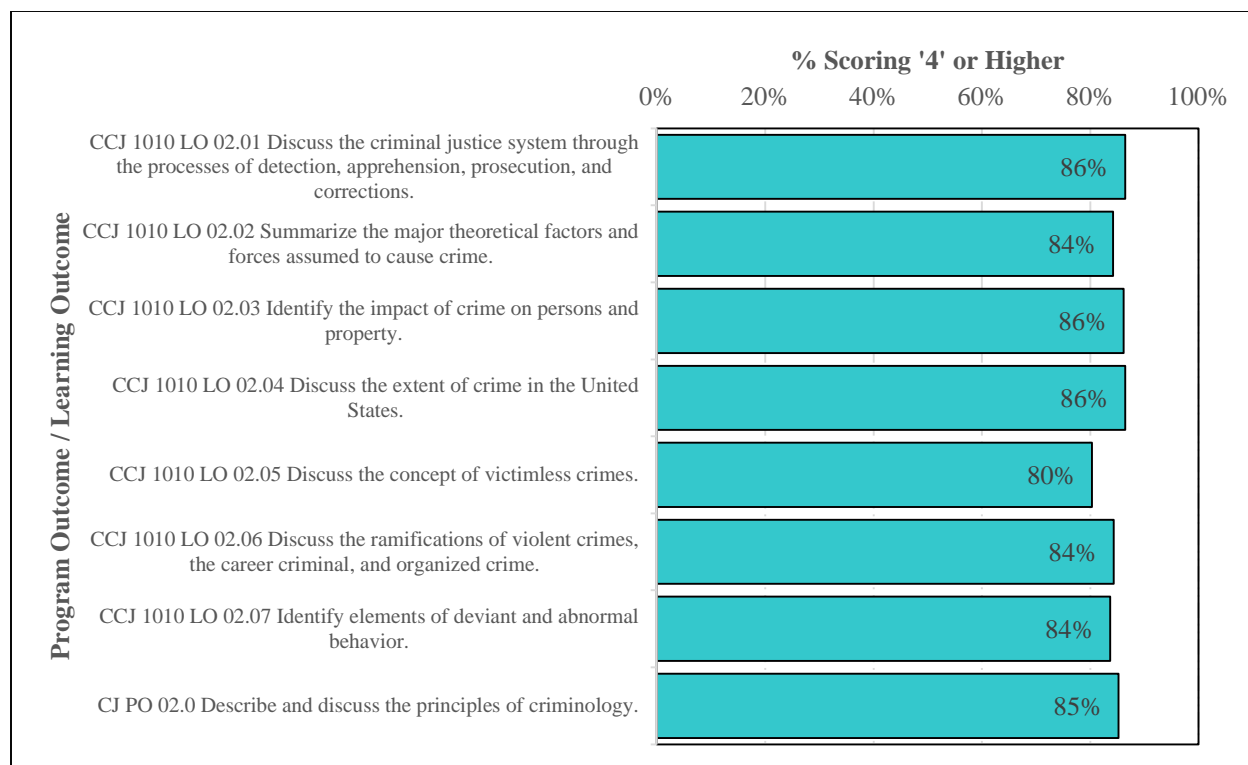 % Scoring '4' or Higher
0% 20% 40% 60% 80% 100%
Program Outcome / Learning Outcome
CCJ 1010 LO 02.01 Discuss the criminal justice system through
the processes of detection, apprehension, prosecution, and
corrections.
86%
CCJ 1010 LO 02.02 Summarize the major theoretical factors and
forces assumed to cause crime.
84%
CCJ 1010 LO 02.03 Identify the impact of crime on persons and
property.
86%
CCJ 1010 LO 02.04 Discuss the extent of crime in the United
States.
86%
CCJ 1010 LO 02.05 Discuss the concept of victimless crimes.
80%
CCJ 1010 LO 02.06 Discuss the ramifications of violent crimes,
the career criminal, and organized crime.
84%
CCJ 1010 LO 02.07 Identify elements of deviant and abnormal
behavior.
84%
CJ PO 02.0 Describe and discuss the principles of criminology.
85%